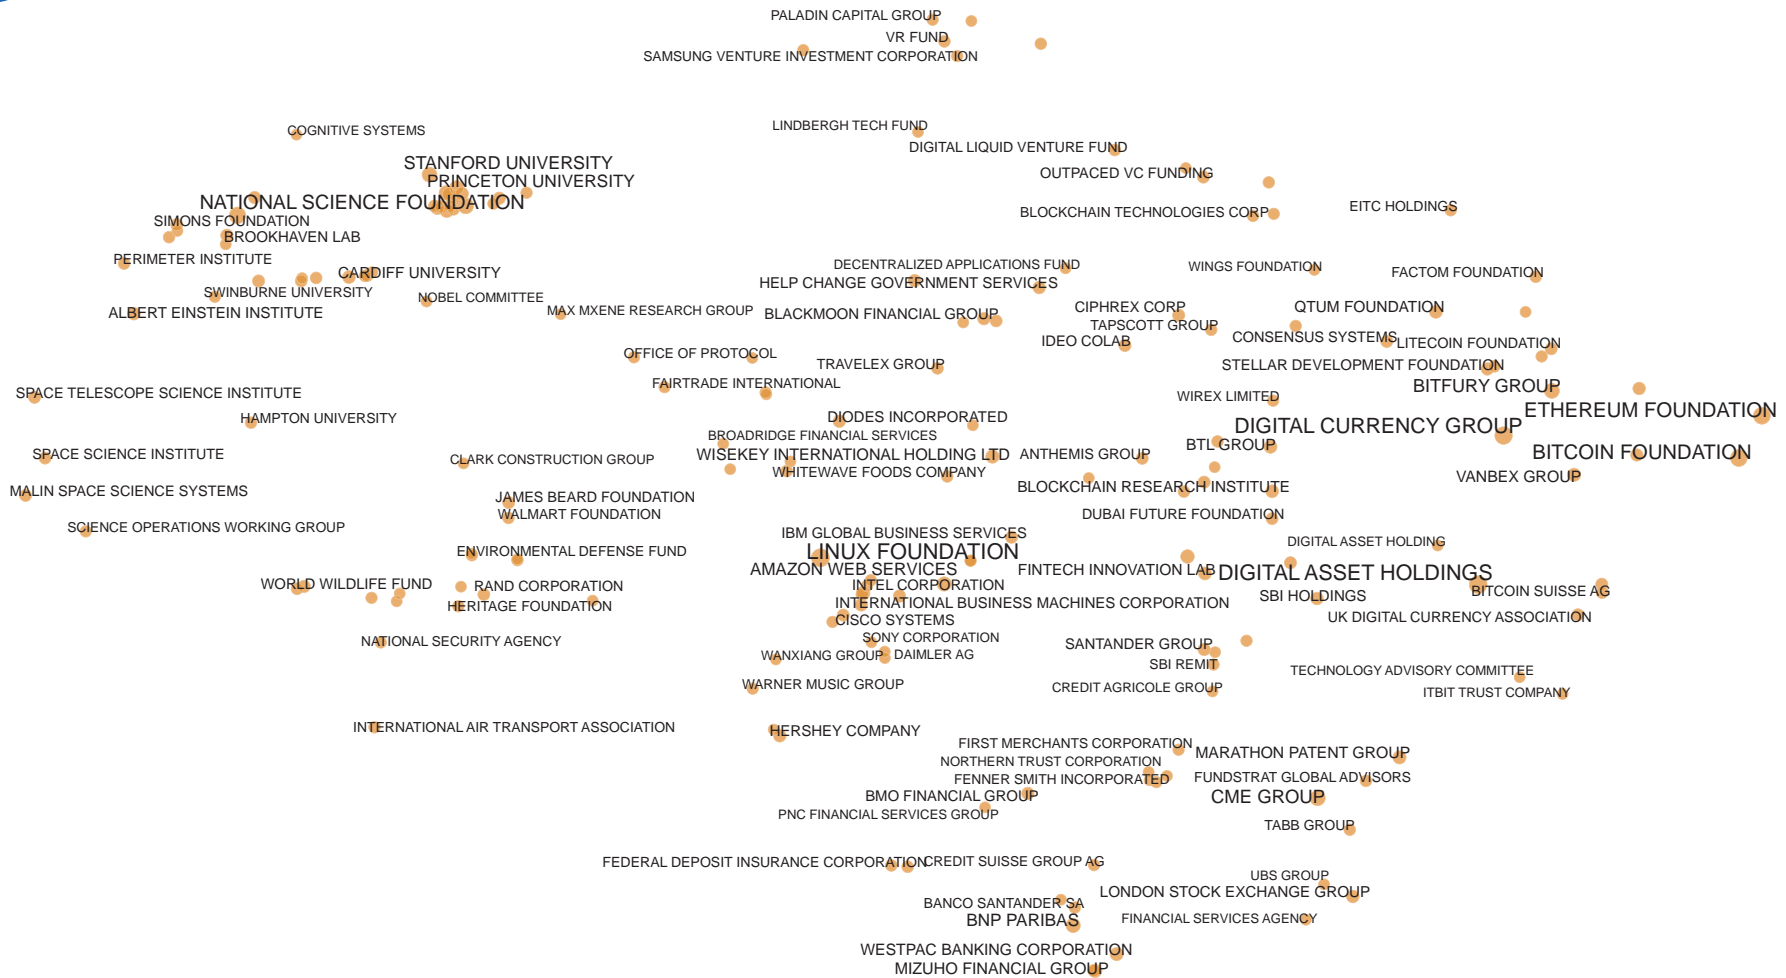 PALADIN CAPITAL GROUP
VR FUND
SAMSUNG VENTURE INVESTMENT CORPORATION
COGNITIVE SYSTEMS
LINDBERGH TECH FUND
DIGITAL LIQUID VENTURE FUND
STANFORD UNIVERSITY
OUTPACED VC FUNDING
PRINCETON UNIVERSITY
NATIONAL SCIENCE FOUNDATION
EITC HOLDINGS
BLOCKCHAIN TECHNOLOGIES CORP
SIMONS FOUNDATION
BROOKHAVEN LAB
PERIMETER INSTITUTE
DECENTRALIZED APPLICATIONS FUND
WINGS FOUNDATION
CARDIFF UNIVERSITY
FACTOM FOUNDATION
HELP CHANGE GOVERNMENT SERVICES
SWINBURNE UNIVERSITY
NOBEL COMMITTEE
ALBERT EINSTEIN INSTITUTE
MAX MXENE RESEARCH GROUP
BLACKMOON FINANCIAL GROUP
CIPHREX CORP
QTUM FOUNDATION
TAPSCOTT GROUP
IDEO COLAB
CONSENSUS SYSTEMS
LITECOIN FOUNDATION
OFFICE OF PROTOCOL
TRAVELEX GROUP
STELLAR DEVELOPMENT FOUNDATION
FAIRTRADE INTERNATIONAL
BITFURY GROUP
SPACE TELESCOPE SCIENCE INSTITUTE
WIREX LIMITED
ETHEREUM FOUNDATION
HAMPTON UNIVERSITY
DIODES INCORPORATED
DIGITAL CURRENCY GROUP
BROADRIDGE FINANCIAL SERVICES
BTL GROUP
SPACE SCIENCE INSTITUTE
CLARK CONSTRUCTION GROUP
WISEKEY INTERNATIONAL HOLDING LTD
ANTHEMIS GROUP
BITCOIN FOUNDATION
WHITEWAVE FOODS COMPANY
VANBEX GROUP
MALIN SPACE SCIENCE SYSTEMS
JAMES BEARD FOUNDATION
BLOCKCHAIN RESEARCH INSTITUTE
WALMART FOUNDATION
DUBAI FUTURE FOUNDATION
SCIENCE OPERATIONS WORKING GROUP
IBM GLOBAL BUSINESS SERVICES
DIGITAL ASSET HOLDING
ENVIRONMENTAL DEFENSE FUND
LINUX FOUNDATION
AMAZON WEB SERVICES
FINTECH INNOVATION LAB
DIGITAL ASSET HOLDINGS
WORLD WILDLIFE FUND
RAND CORPORATION
INTEL CORPORATION
BITCOIN SUISSE AG
SBI HOLDINGS
HERITAGE FOUNDATION
INTERNATIONAL BUSINESS MACHINES CORPORATION
UK DIGITAL CURRENCY ASSOCIATION
CISCO SYSTEMS
NATIONAL SECURITY AGENCY
SONY CORPORATION
SANTANDER GROUP
WANXIANG GROUP
DAIMLER AG
SBI REMIT
TECHNOLOGY ADVISORY COMMITTEE
WARNER MUSIC GROUP
CREDIT AGRICOLE GROUP
ITBIT TRUST COMPANY
INTERNATIONAL AIR TRANSPORT ASSOCIATION
HERSHEY COMPANY
FIRST MERCHANTS CORPORATION
MARATHON PATENT GROUP
NORTHERN TRUST CORPORATION
FENNER SMITH INCORPORATED
FUNDSTRAT GLOBAL ADVISORS
BMO FINANCIAL GROUP
CME GROUP
PNC FINANCIAL SERVICES GROUP
TABB GROUP
FEDERAL DEPOSIT INSURANCE CORPORATION
CREDIT SUISSE GROUP AG
UBS GROUP
LONDON STOCK EXCHANGE GROUP
BANCO SANTANDER SA
BNP PARIBAS
FINANCIAL SERVICES AGENCY
WESTPAC BANKING CORPORATION
MIZUHO FINANCIAL GROUP